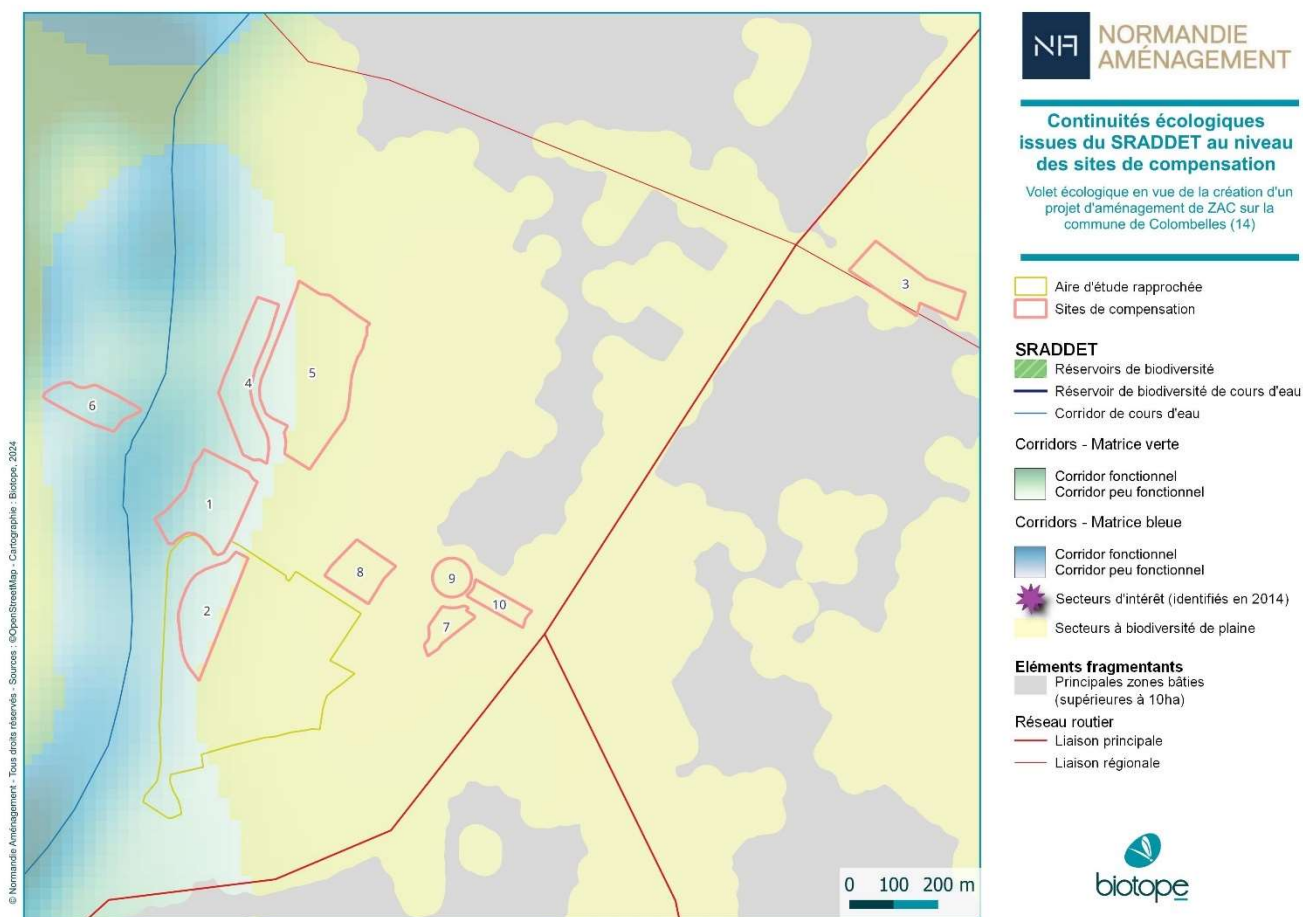 NA
NORMANDIE
AMÉNAGEMENT
Continuités écologiques
issues du SRADDET au niveau
des sites de compensation
Volet écologique en vue de la création d'un
projet d'aménagement de ZAC sur la
commune de Colombelles (14)
Aire d'étude rapprochée
Sites de compensation
SRADDET
Réservoirs de biodiversité
Réservoir de biodiversité de cours d'eau
Corridor de cours d'eau
Corridors - Matrice verte
Corridor fonctionnel
Corridor peu fonctionnel
Corridors - Matrice bleue
Corridor fonctionnel
Corridor peu fonctionnel
Secteurs d'intérêt (identifiés en 2014)
Secteurs à biodiversité de plaine
Eléments fragmentants
Principales zones bâties
(supérieures à 10ha)
Réseau routier
Liaison principale
Liaison régionale
biotope
3
5
4
6
1
8
9
10
2
7
0 100 200 m
© Normandie Aménagement - Tous droits réservés - Sources : ©OpenStreetMap - Cartographie : Biotope, 2024